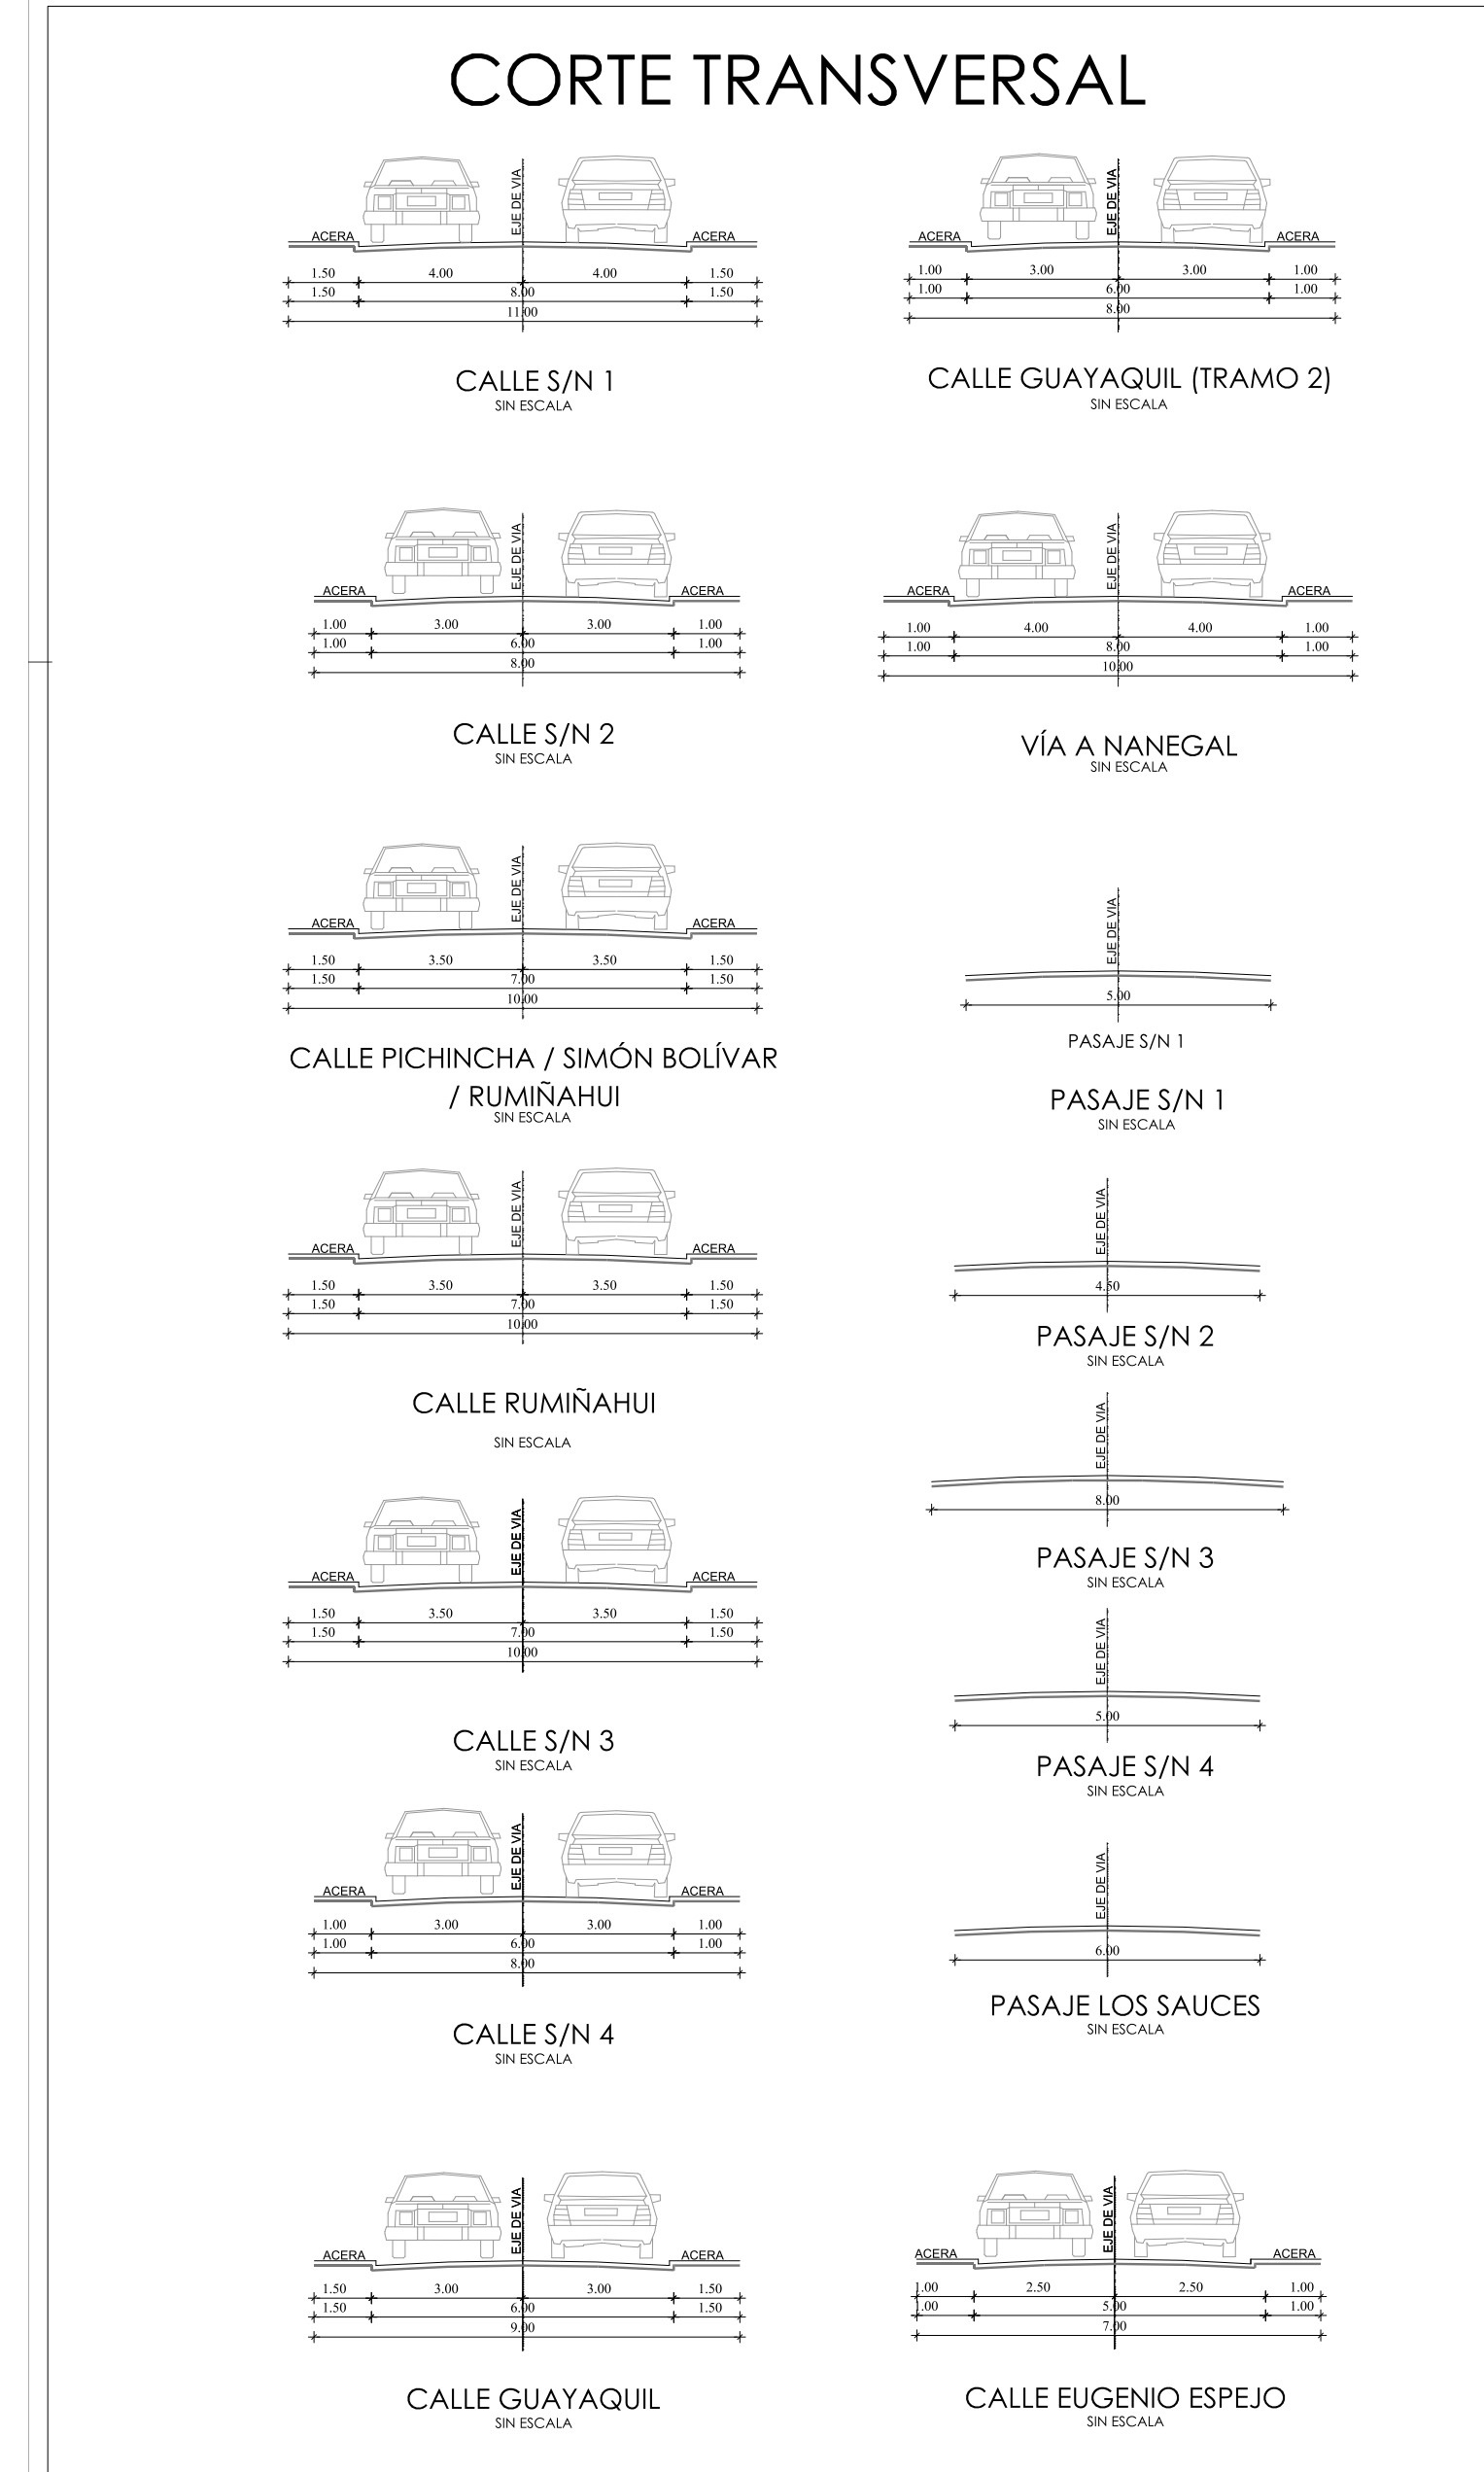 CORTE TRANSVERSAL
EJE DE VIA
ACERA ACERA
1.50 4.00 4.00 1.50
1.50 8.00 1.50
11.00
CALLE S/N 1
SIN ESCALA
EJE DE VIA
ACERA ACERA
1.00 3.00 3.00 1.00
1.00 6.00 1.00
8.00
CALLE GUAYAQUIL (TRAMO 2)
SIN ESCALA
EJE DE VIA
ACERA ACERA
1.00 3.00 3.00 1.00
1.00 6.00 1.00
8.00
CALLE S/N 2
SIN ESCALA
EJE DE VIA
ACERA ACERA
1.00 4.00 4.00 1.00
1.00 8.00 1.00
10.00
VÍA A NANEGAL
SIN ESCALA
EJE DE VIA
ACERA ACERA
1.50 3.50 3.50 1.50
1.50 7.00 1.50
10.00
CALLE PICHINCHA / SIMÓN BOLÍVAR
/ RUMIÑAHUI
SIN ESCALA
EJE DE VIA
5.00
PASAJE S/N 1
PASAJE S/N 1
SIN ESCALA
EJE DE VIA
ACERA ACERA
1.50 3.50 3.50 1.50
1.50 7.00 1.50
10.00
CALLE RUMIÑAHUI
SIN ESCALA
EJE DE VIA
4.50
PASAJE S/N 2
SIN ESCALA
EJE DE VIA
8.00
PASAJE S/N 3
SIN ESCALA
EJE DE VIA
ACERA ACERA
1.50 3.50 3.50 1.50
1.50 7.00 1.50
10.00
CALLE S/N 3
SIN ESCALA
EJE DE VIA
5.00
PASAJE S/N 4
SIN ESCALA
EJE DE VIA
ACERA ACERA
1.00 3.00 3.00 1.00
1.00 6.00 1.00
8.00
CALLE S/N 4
SIN ESCALA
EJE DE VIA
6.00
PASAJE LOS SAUCES
SIN ESCALA
EJE DE VIA
ACERA ACERA
1.50 3.00 3.00 1.50
1.50 6.00 1.50
9.00
CALLE GUAYAQUIL
SIN ESCALA
EJE DE VIA
ACERA ACERA
1.00 2.50 2.50 1.00
1.00 5.00 1.00
7.00
CALLE EUGENIO ESPEJO
SIN ESCALA